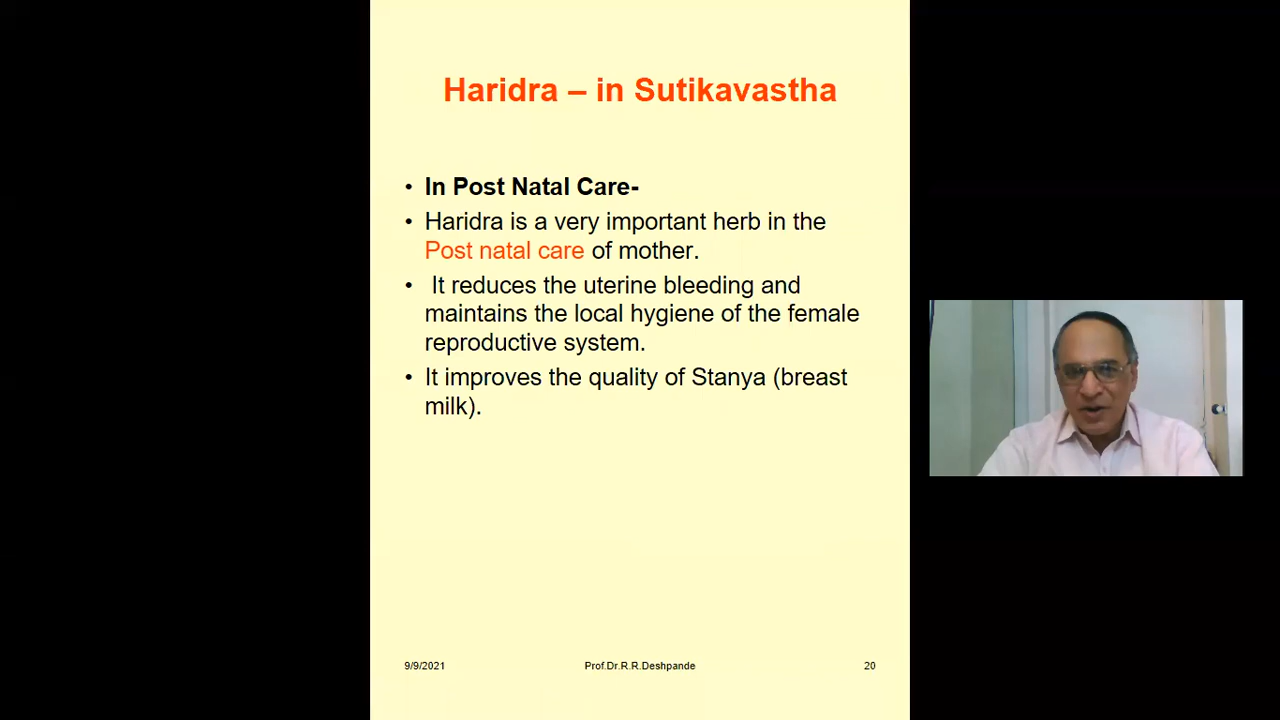 Haridra – in Sutikavastha
• In Post Natal Care-
• Haridra is a very important herb in the
Post natal care of mother.
• It reduces the uterine bleeding and
maintains the local hygiene of the female
reproductive system.
• It improves the quality of Stanya (breast
milk).
9/9/2021
Prof.Dr.R.R.Deshpande
20